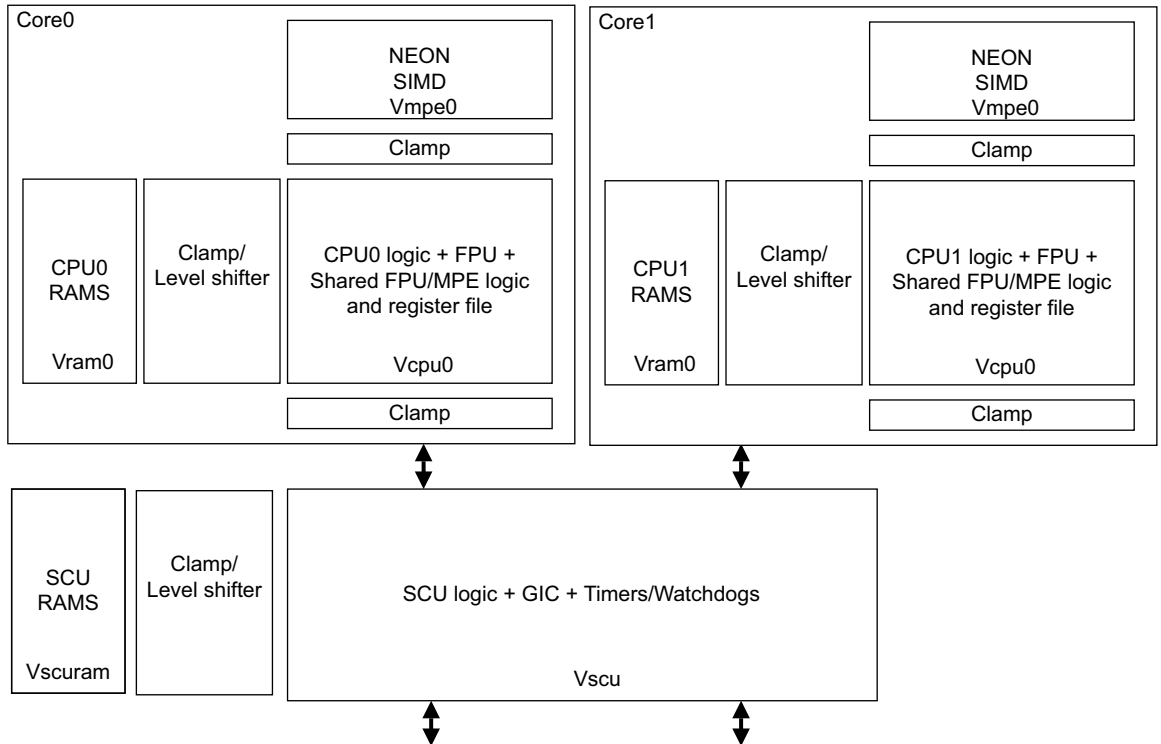 Core0
NEON
SIMD
Vmpe0
Clamp
CPU0
RAMS
Vram0
Clamp/
Level shifter
CPU0 logic + FPU +
Shared FPU/MPE logic
and register file
Vcpu0
Clamp
Core1
NEON
SIMD
Vmpe0
Clamp
CPU1
RAMS
Vram0
Clamp/
Level shifter
CPU1 logic + FPU +
Shared FPU/MPE logic
and register file
Vcpu0
Clamp
SCU
RAMS
Vscuram
Clamp/
Level shifter
SCU logic + GIC + Timers/Watchdogs
Vscu